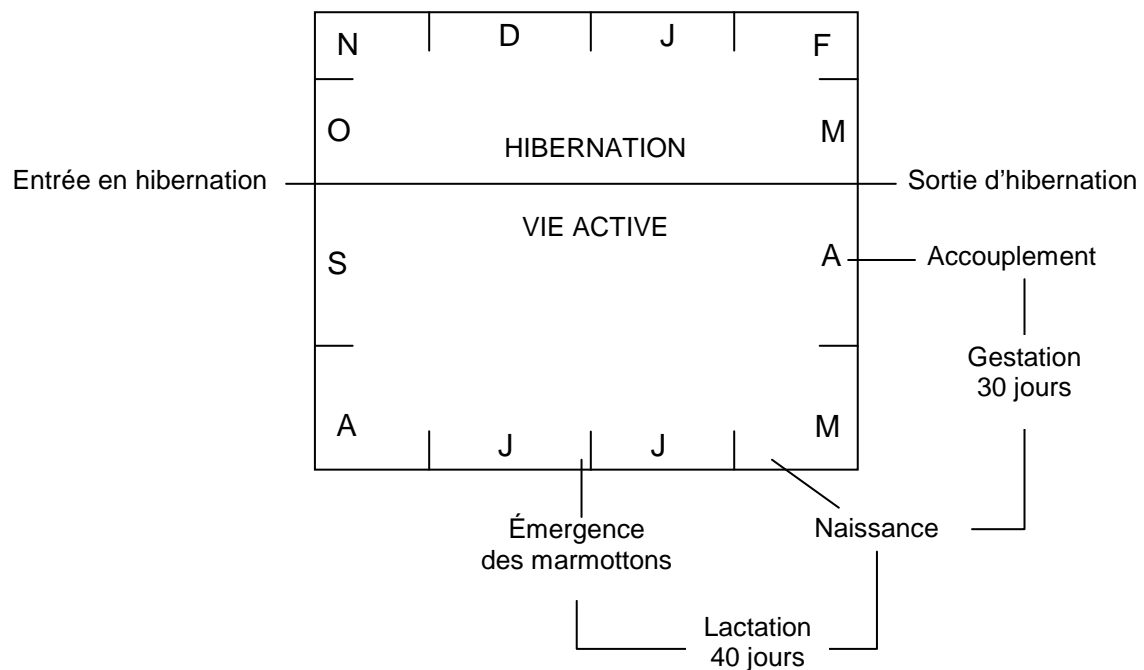 N D J F
O M
HIBERNATION
Entrée en hibernation Sortie d’hibernation
VIE ACTIVE
S A Accouplement
Gestation
30 jours
A J J M
Émergence
des marmottons
Naissance
Lactation
40 jours